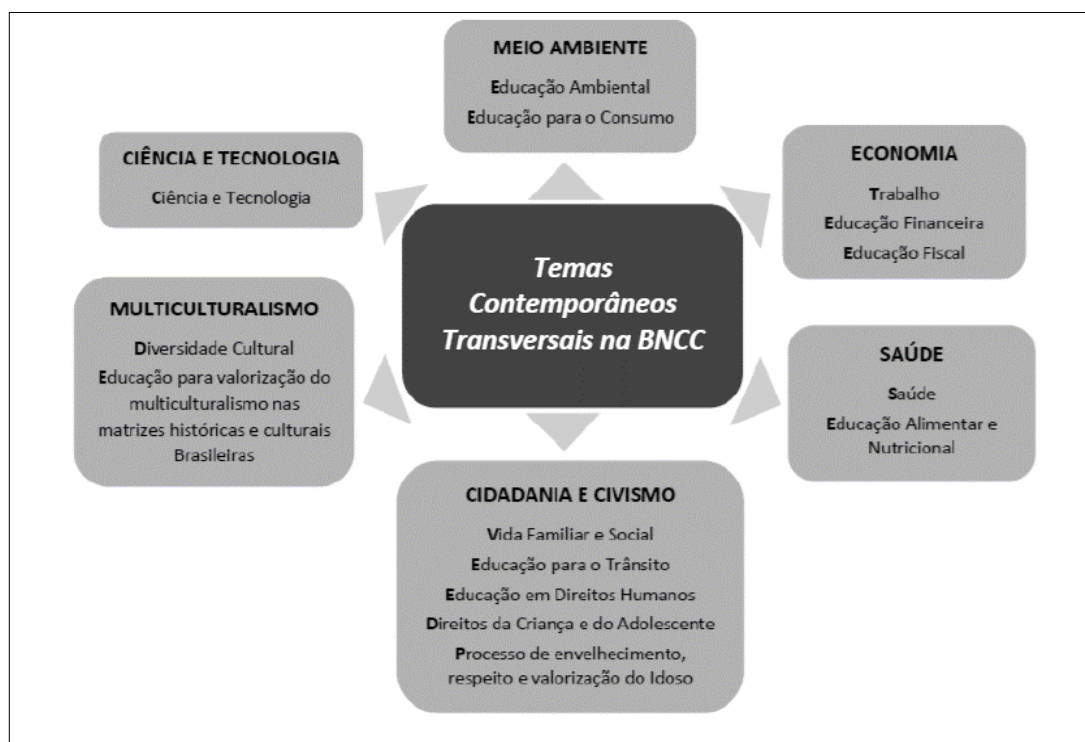 MEIO AMBIENTE
Educação Ambiental
Educação para o Consumo
CIÊNCIA E TECNOLOGIA
Ciência e Tecnologia
ECONOMIA
Trabalho
Educação Financeira
Educação Fiscal
Temas
Contemporâneos
Transversais na BNCC
MULTICULTURALISMO
Diversidade Cultural
Educação para valorização do
multiculturalismo nas
matrizes históricas e culturais
Brasileiras
SAÚDE
Saúde
Educação Alimentar e
Nutricional
CIDADANIA E CIVISMO
Vida Familiar e Social
Educação para o Trânsito
Educação em Direitos Humanos
Direitos da Criança e do Adolescente
Processo de envelhecimento,
respeito e valorização do Idoso